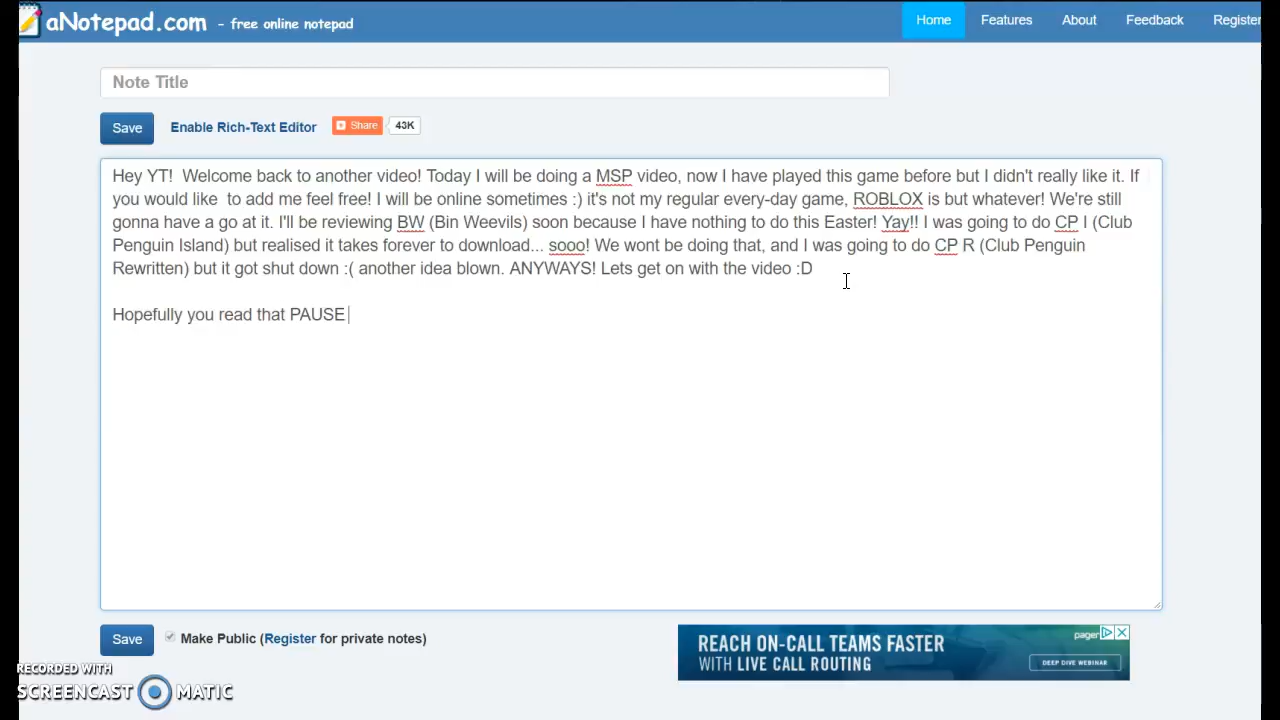 aNotepad.com - free online notepad
Home Features About Feedback Register
Note Title
Save Enable Rich-Text Editor Share 43K
Hey YT!  Welcome back to another video! Today I will be doing a MSP video, now I have played this game before but I didn't really like it. If
you would like  to add me feel free! I will be online sometimes :) it's not my regular every-day game, ROBLOX is but whatever! We're still
gonna have a go at it. I'll be reviewing BW (Bin Weevils) soon because I have nothing to do this Easter! Yay!! I was going to do CP I (Club
Penguin Island) but realised it takes forever to download... sooo! We wont be doing that, and I was going to do CP R (Club Penguin
Rewritten) but it got shut down :( another idea blown. ANYWAYS! Lets get on with the video :D
Hopefully you read that PAUSE
Save Make Public (Register for private notes)
REACH ON-CALL TEAMS FASTER
WITH LIVE CALL ROUTING
pager
DEEP DIVE WEBINAR
RECORDED WITH
SCREENCAST MATIC